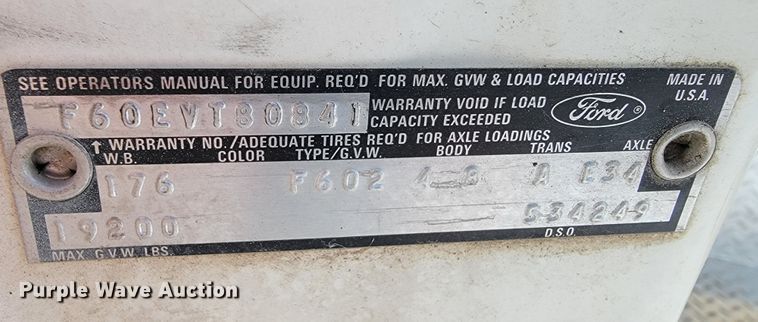 SEE OPERATORS MANUAL FOR EQUIP. REQ'D FOR MAX. GVW & LOAD CAPACITIES
MADE IN U.S.A.
F60EVT80841
WARRANTY VOID IF LOAD CAPACITY EXCEEDED
Ford
↑ WARRANTY NO./ADEQUATE TIRES REQ'D FOR AXLE LOADINGS
W.B. COLOR TYPE/G.V.W. BODY TRANS AXLE
176 F602 A E34
19200 534249
MAX G.V.W. LBS. D.S.O.
Purple Wave Auction